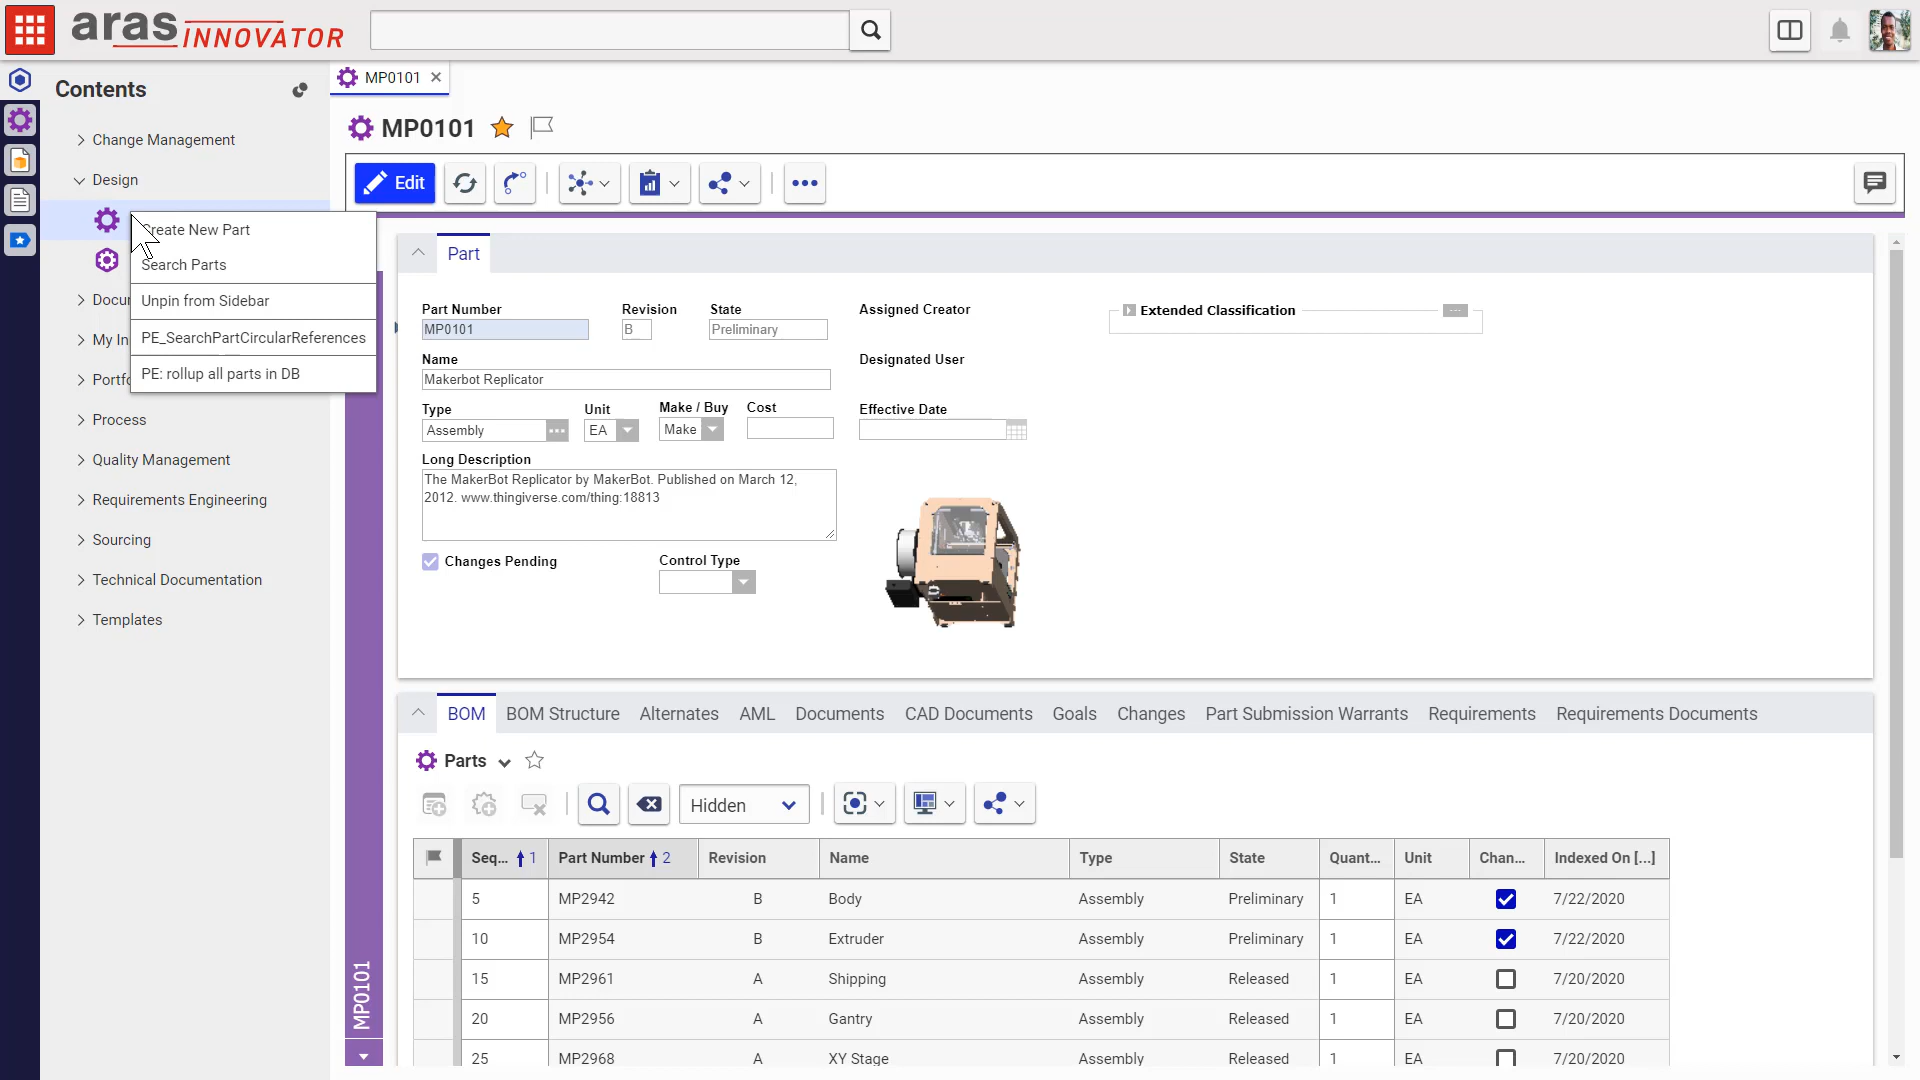 aras INNOVATOR
Contents
Change Management
Design
Create New Part
Search Parts
Unpin from Sidebar
PE_SearchPartCircularReferences
PE: rollup all parts in DB
Docu
My In
Portfo
Process
Quality Management
Requirements Engineering
Sourcing
Technical Documentation
Templates
MP0101
MP0101
Edit
Part
Part Number Revision State Assigned Creator Extended Classification
MP0101 B Preliminary
Name Designated User
Makerbot Replicator
Type Unit Make / Buy Cost Effective Date
Assembly EA Make
Long Description
The MakerBot Replicator by MakerBot. Published on March 12,
2012. www.thingiverse.com/thing:18813
Changes Pending Control Type
MP0101
BOM BOM Structure Alternates AML Documents CAD Documents Goals Changes Part Submission Warrants Requirements Requirements Documents
Parts
Hidden
Seq... 1 Part Number 2 Revision Name Type State Quant... Unit Chan... Indexed On [...]
5 MP2942 B Body Assembly Preliminary 1 EA 7/22/2020
10 MP2954 B Extruder Assembly Preliminary 1 EA 7/22/2020
15 MP2961 A Shipping Assembly Released 1 EA 7/20/2020
20 MP2956 A Gantry Assembly Released 1 EA 7/20/2020
25 MP2968 A XY Stage Assembly Released 1 EA 7/20/2020